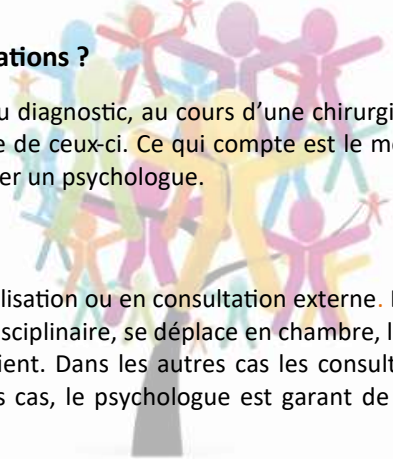 ations ?
u diagnostic, au cours d’une chirurgi
e de ceux-ci. Ce qui compte est le m
er un psychologue.
lisation ou en consultation externe.
sciplinaire, se déplace en chambre, l
ient. Dans les autres cas les consult
s cas, le psychologue est garant de